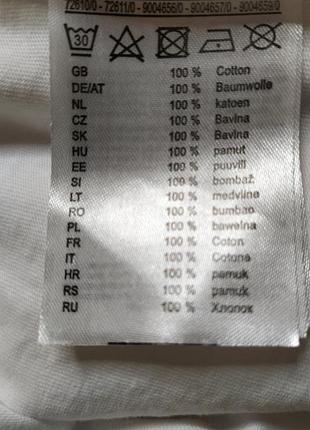 72610/0 - 72611/0 - 9004656/0 - 9004657/0 - 9004659/0
30
GB 100 % Cotton
DE/AT 100 % Baumwolle
NL 100 % katoen
CZ 100 % Bavlna
SK 100 % Bavlna
HU 100 % pamut
EE 100 % puuvill
SI 100 % bombaž
LT 100 % medvilnė
RO 100 % bumbac
PL 100 % bawełna
FR 100 % Coton
IT 100 % Cotone
HR 100 % pamuk
RS 100 % pamuk
RU 100 % Хлопок